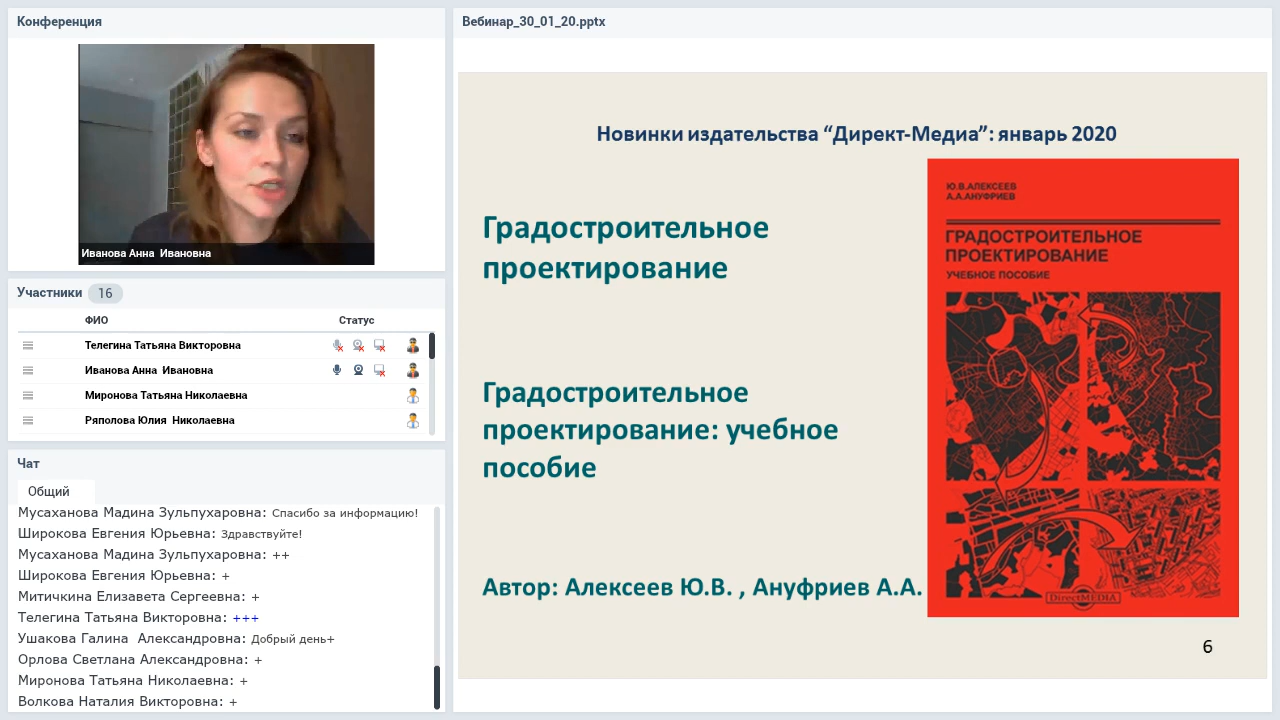 Конференция
Иванова Анна  Ивановна
Участники 16
ФИО Статус
Телегина Татьяна Викторовна
Иванова Анна  Ивановна
Миронова Татьяна Николаевна
Ряполова Юлия  Николаевна
Чат
Общий
Мусаханова Мадина Зульпухаровна: Спасибо за информацию!
Широкова Евгения Юрьевна: Здравствуйте!
Мусаханова Мадина Зульпухаровна: ++
Широкова Евгения Юрьевна: +
Митичкина Елизавета Сергеевна: +
Телегина Татьяна Викторовна: +++
Ушакова Галина  Александровна: Добрый день+
Орлова Светлана Александровна: +
Миронова Татьяна Николаевна: +
Волкова Наталия Викторовна: +
Вебинар_30_01_20.pptx
Новинки издательства “Директ-Медиа”: январь 2020
Градостроительное
проектирование
Градостроительное
проектирование: учебное
пособие
Автор: Алексеев Ю.В. , Ануфриев А.А.
Ю.В.АЛЕКСЕЕВ
А.А.АНУФРИЕВ
ГРАДОСТРОИТЕЛЬНОЕ
ПРОЕКТИРОВАНИЕ
УЧЕБНОЕ ПОСОБИЕ
DirectMEDIA
6